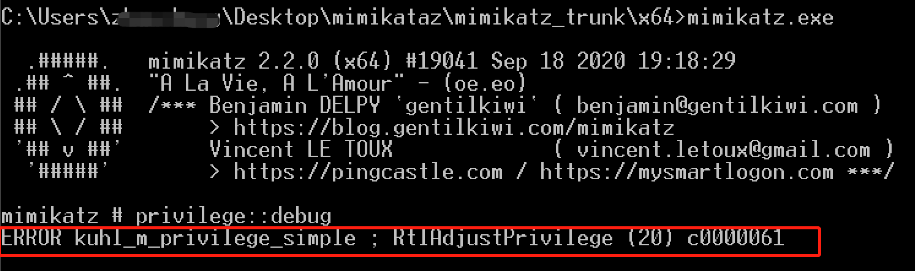 C:\Users\z\Desktop\mimikataz\mimikatz_trunk\x64>mimikatz.exe
.#####. mimikatz 2.2.0 (x64) #19041 Sep 18 2020 19:18:29
.## ^ ##. "A La Vie, A L'Amour" - (oe.eo)
## / \ ## /*** Benjamin DELPY `gentilkiwi` ( benjamin@gentilkiwi.com )
## \ / ## > https://blog.gentilkiwi.com/mimikatz
'## v ##' Vincent LE TOUX ( vincent.letoux@gmail.com )
'#####' > https://pingcastle.com / https://mysmartlogon.com ***/
mimikatz # privilege::debug
ERROR kuhl_m_privilege_simple ; RtlAdjustPrivilege (20) c0000061